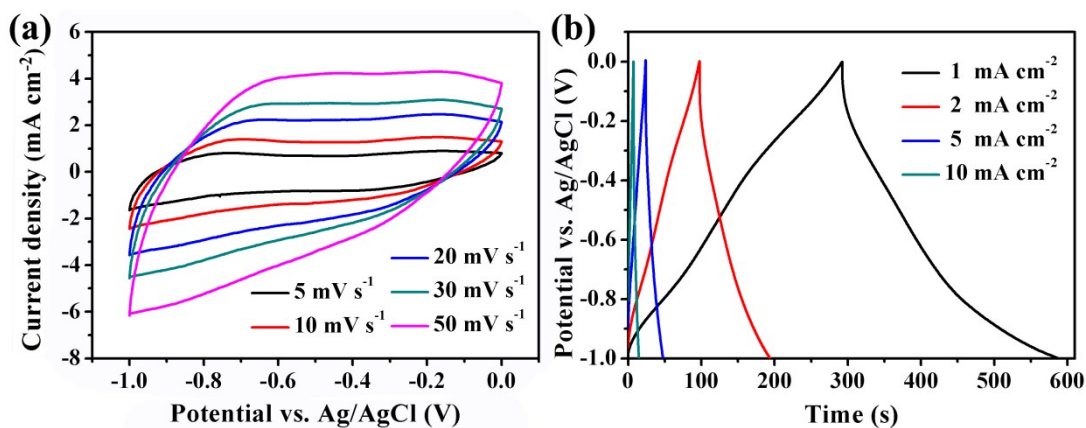 (a)
Current density (mA cm-2)
6
4
2
0
-2
-4
-6
-8
-1.0 -0.8 -0.6 -0.4 -0.2 0.0
Potential vs. Ag/AgCl (V)
5 mV s-1
10 mV s-1
20 mV s-1
30 mV s-1
50 mV s-1
(b)
Potential vs. Ag/AgCl (V)
0.0
-0.2
-0.4
-0.6
-0.8
-1.0
0 100 200 300 400 500 600
Time (s)
1 mA cm-2
2 mA cm-2
5 mA cm-2
10 mA cm-2